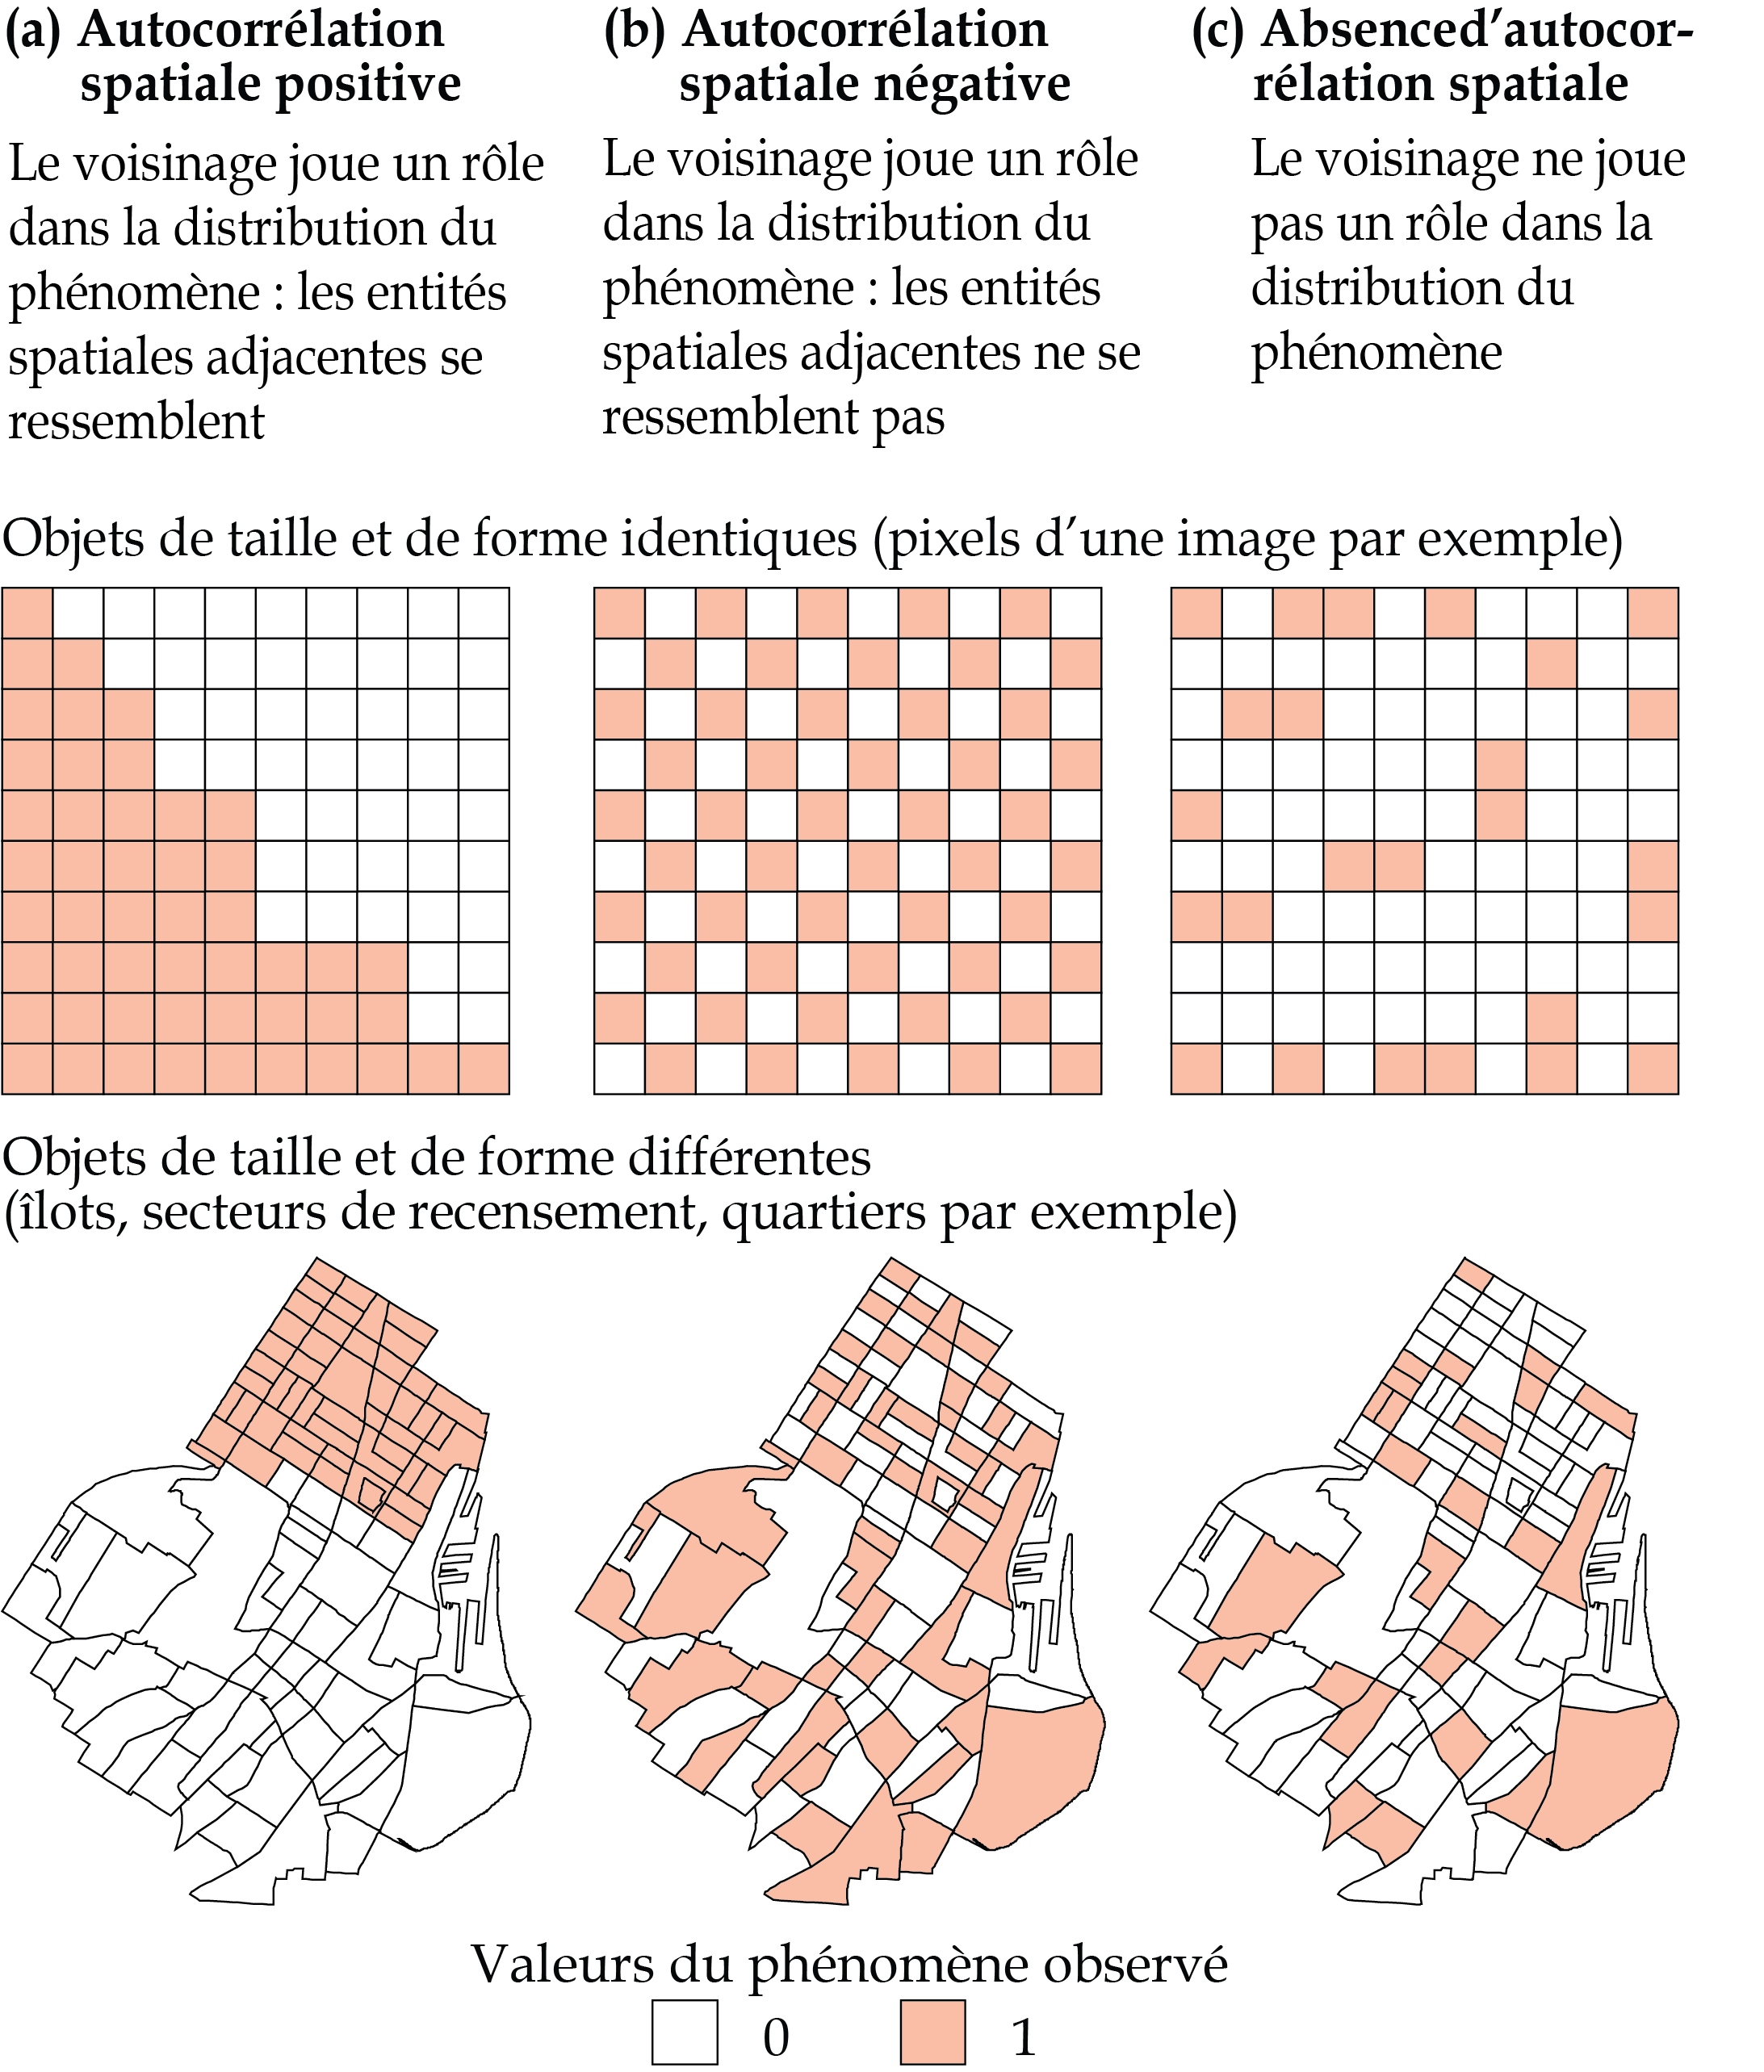 (a) Autocorrélation
spatiale positive
Le voisinage joue un rôle
dans la distribution du
phénomène : les entités
spatiales adjacentes se
ressemblent
(b) Autocorrélation
spatiale négative
Le voisinage joue un rôle
dans la distribution du
phénomène : les entités
spatiales adjacentes ne se
ressemblent pas
(c) Absenced’autocor-
rélation spatiale
Le voisinage ne joue
pas un rôle dans la
distribution du
phénomène
Objets de taille et de forme identiques (pixels d’une image par exemple)
Objets de taille et de forme différentes
(îlots, secteurs de recensement, quartiers par exemple)
Valeurs du phénomène observé
0 1